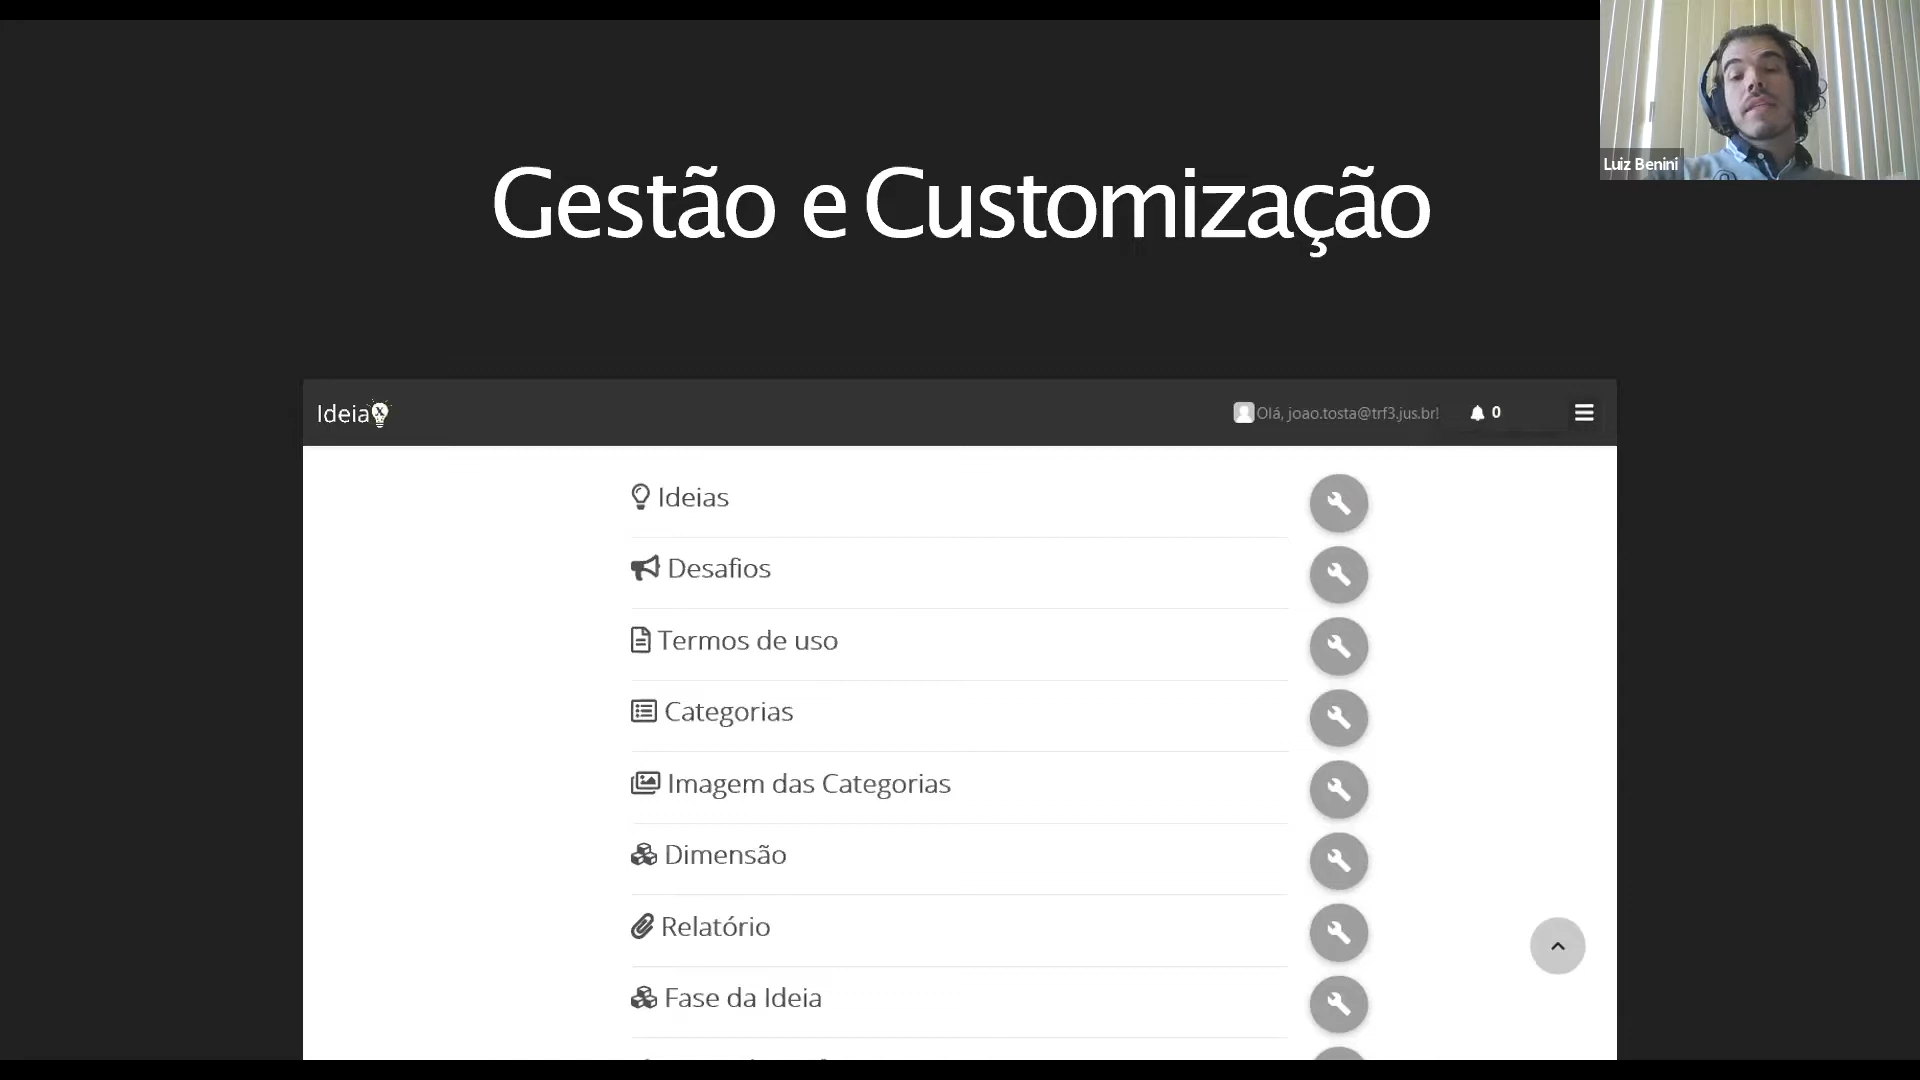 Luiz Benini
Gestão e Customização
Ideia
Olá, joao.tosta@trf3.jus.br!
0
Ideias
Desafios
Termos de uso
Categorias
Imagem das Categorias
Dimensão
Relatório
Fase da Ideia